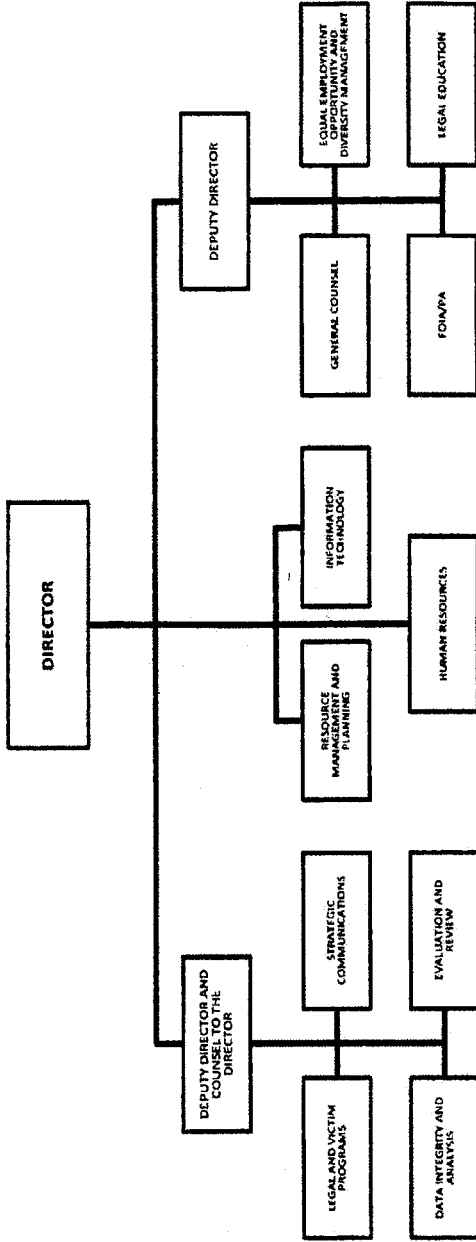 DIRECTOR
DEPUTY DIRECTOR AND
COUNSEL TO THE
DIRECTOR
DEPUTY DIRECTOR
LEGAL AND VICTIM
PROGRAMS
STRATEGIC
COMMUNICATIONS
RESOURCE
MANAGEMENT AND
PLANNING
INFORMATION
TECHNOLOGY
GENERAL COUNSEL
EQUAL EMPLOYMENT
OPPORTUNITY AND
DIVERSITY MANAGEMENT
DATA INTEGRITY AND
ANALYSIS
EVALUATION AND
REVIEW
HUMAN RESOURCES
FOIA/PA
LEGAL EDUCATION